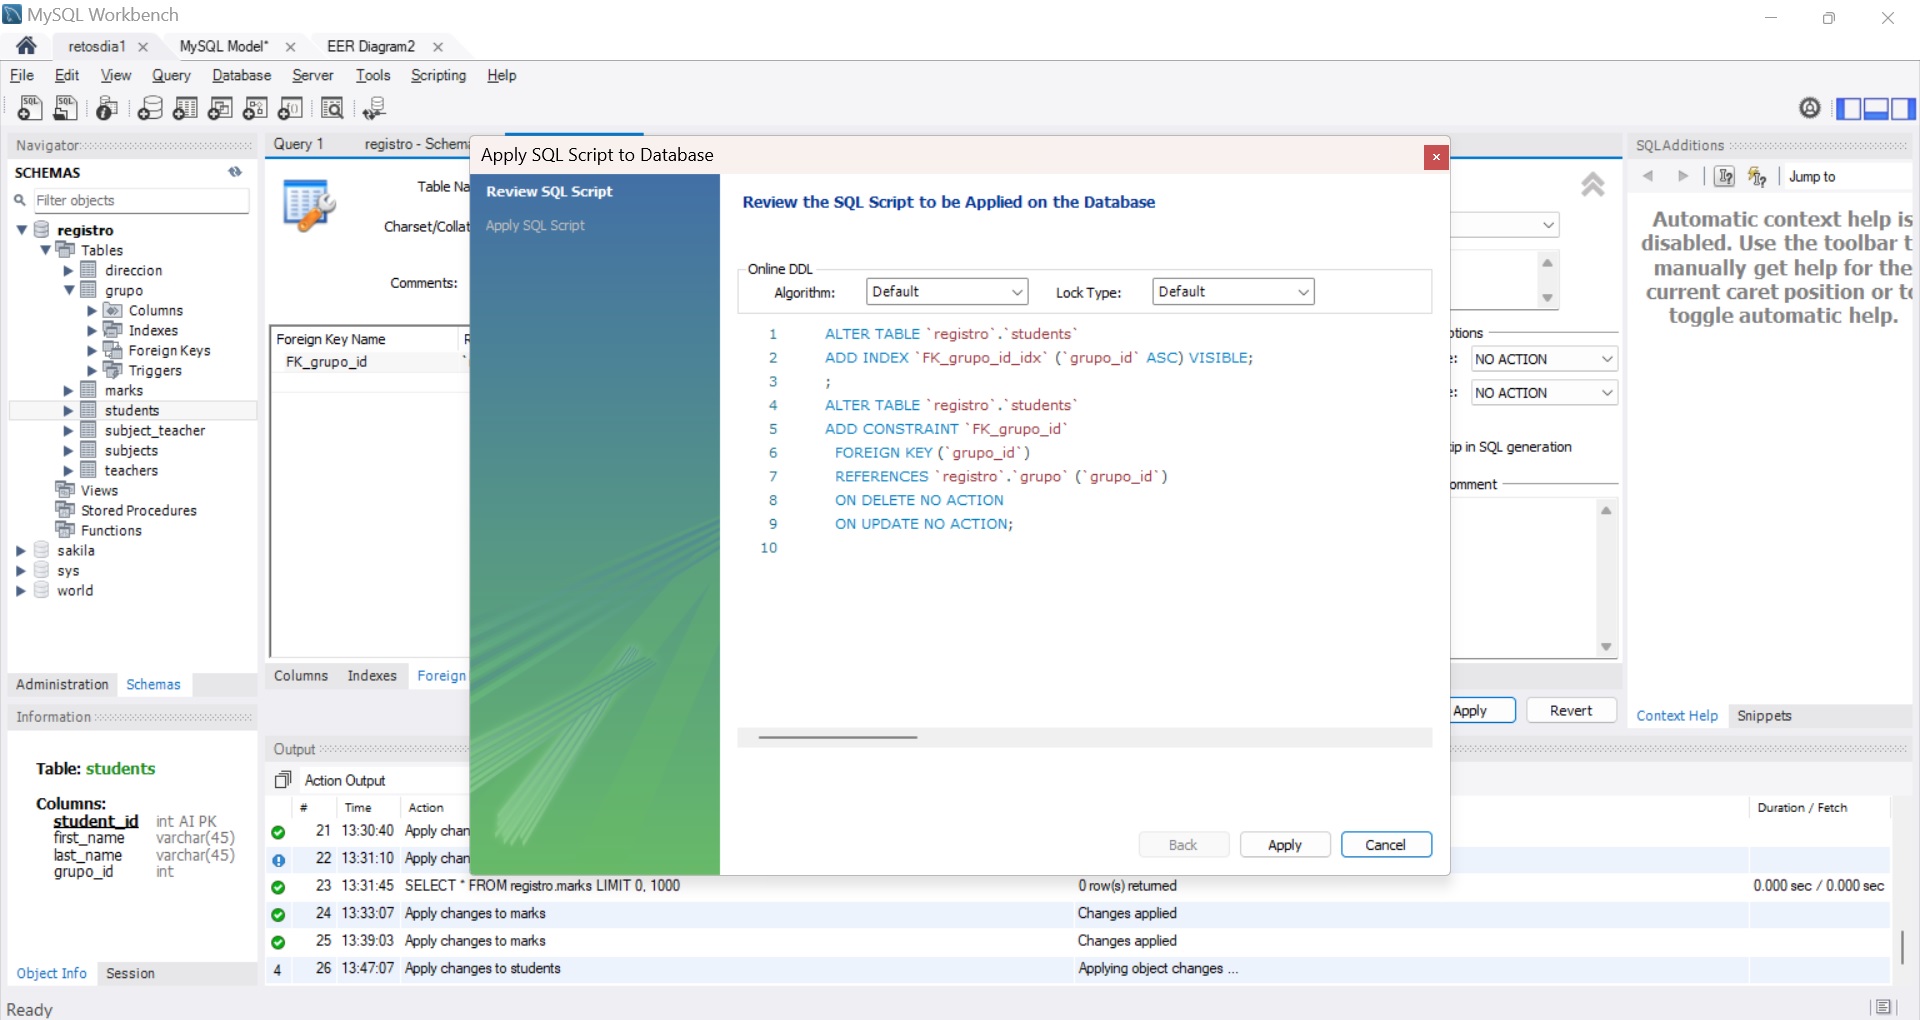 MySQL Workbench
retosdia1
MySQL Model*
EER Diagram2
File Edit View Query Database Server Tools Scripting Help
Navigator
SCHEMAS
Filter objects
registro
Tables
direccion
grupo
Columns
Indexes
Foreign Keys
Triggers
marks
students
subject_teacher
subjects
teachers
Views
Stored Procedures
Functions
sakila
sys
world
Administration Schemas
Information
Table: students
Columns:
student_id int AI PK
first_name varchar(45)
last_name varchar(45)
grupo_id int
Object Info Session
Query 1
registro - Schema
Table Na
Charset/Collat
Comments:
Foreign Key Name
FK_grupo_id
Columns Indexes Foreign
Apply SQL Script to Database
Review SQL Script
Apply SQL Script
Review the SQL Script to be Applied on the Database
Online DDL
Algorithm: Default Lock Type: Default
1 ALTER TABLE `registro`.`students`
2 ADD INDEX `FK_grupo_id_idx` (`grupo_id` ASC) VISIBLE;
3 ;
4 ALTER TABLE `registro`.`students`
5 ADD CONSTRAINT `FK_grupo_id`
6 FOREIGN KEY (`grupo_id`)
7 REFERENCES `registro`.`grupo` (`grupo_id`)
8 ON DELETE NO ACTION
9 ON UPDATE NO ACTION;
10
Back Apply Cancel
ptions
NO ACTION
NO ACTION
ip in SQL generation
omment
Apply Revert
SQLAdditions
Jump to
Automatic context help is
disabled. Use the toolbar t
manually get help for the
current caret position or to
toggle automatic help.
Context Help Snippets
Output
Action Output
# Time Action Duration / Fetch
21 13:30:40 Apply chan
22 13:31:10 Apply chan
23 13:31:45 SELECT * FROM registro.marks LIMIT 0, 1000 0 row(s) returned 0.000 sec / 0.000 sec
24 13:33:07 Apply changes to marks Changes applied
25 13:39:03 Apply changes to marks Changes applied
4 26 13:47:07 Apply changes to students Applying object changes ...
Ready